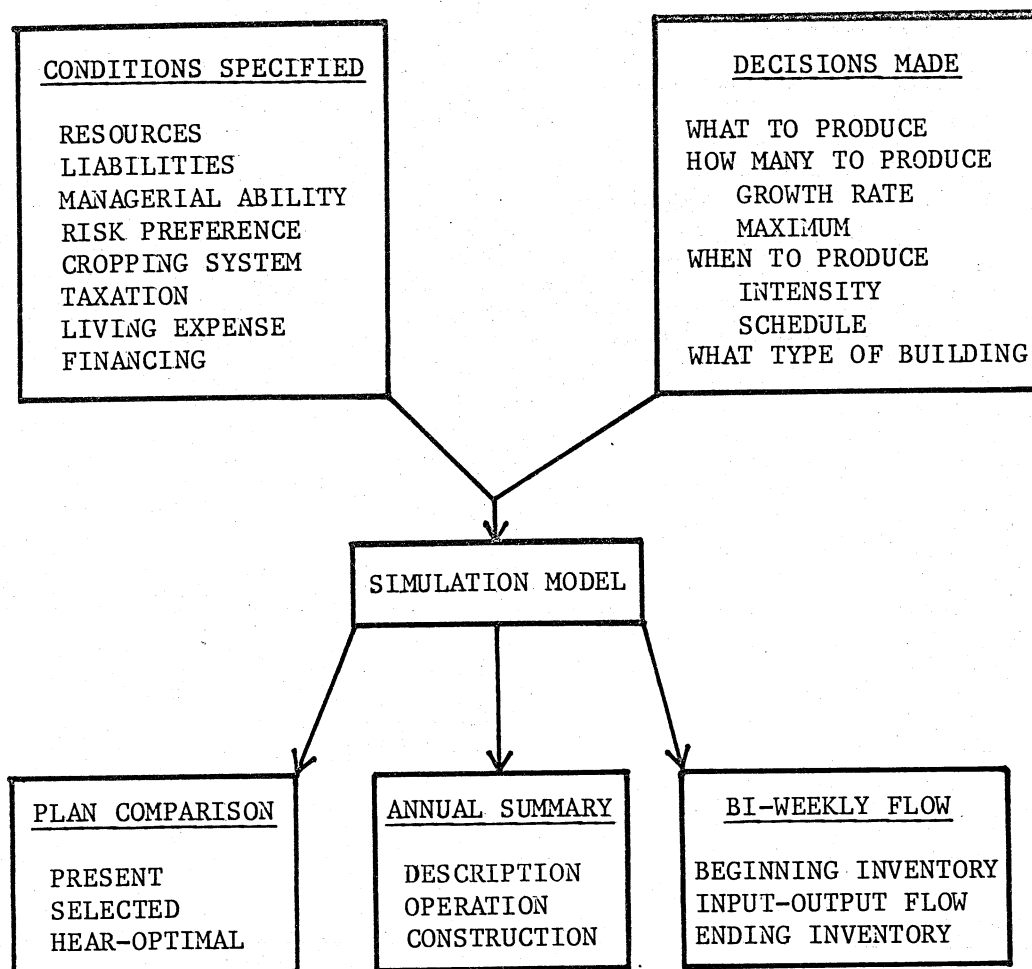 CONDITIONS SPECIFIED
RESOURCES
LIABILITIES
MANAGERIAL ABILITY
RISK PREFERENCE
CROPPING SYSTEM
TAXATION
LIVING EXPENSE
FINANCING
DECISIONS MADE
WHAT TO PRODUCE
HOW MANY TO PRODUCE
GROWTH RATE
MAXIMUM
WHEN TO PRODUCE
INTENSITY
SCHEDULE
WHAT TYPE OF BUILDING
SIMULATION MODEL
PLAN COMPARISON
PRESENT
SELECTED
HEAR-OPTIMAL
ANNUAL SUMMARY
DESCRIPTION
OPERATION
CONSTRUCTION
BI-WEEKLY FLOW
BEGINNING INVENTORY
INPUT-OUTPUT FLOW
ENDING INVENTORY